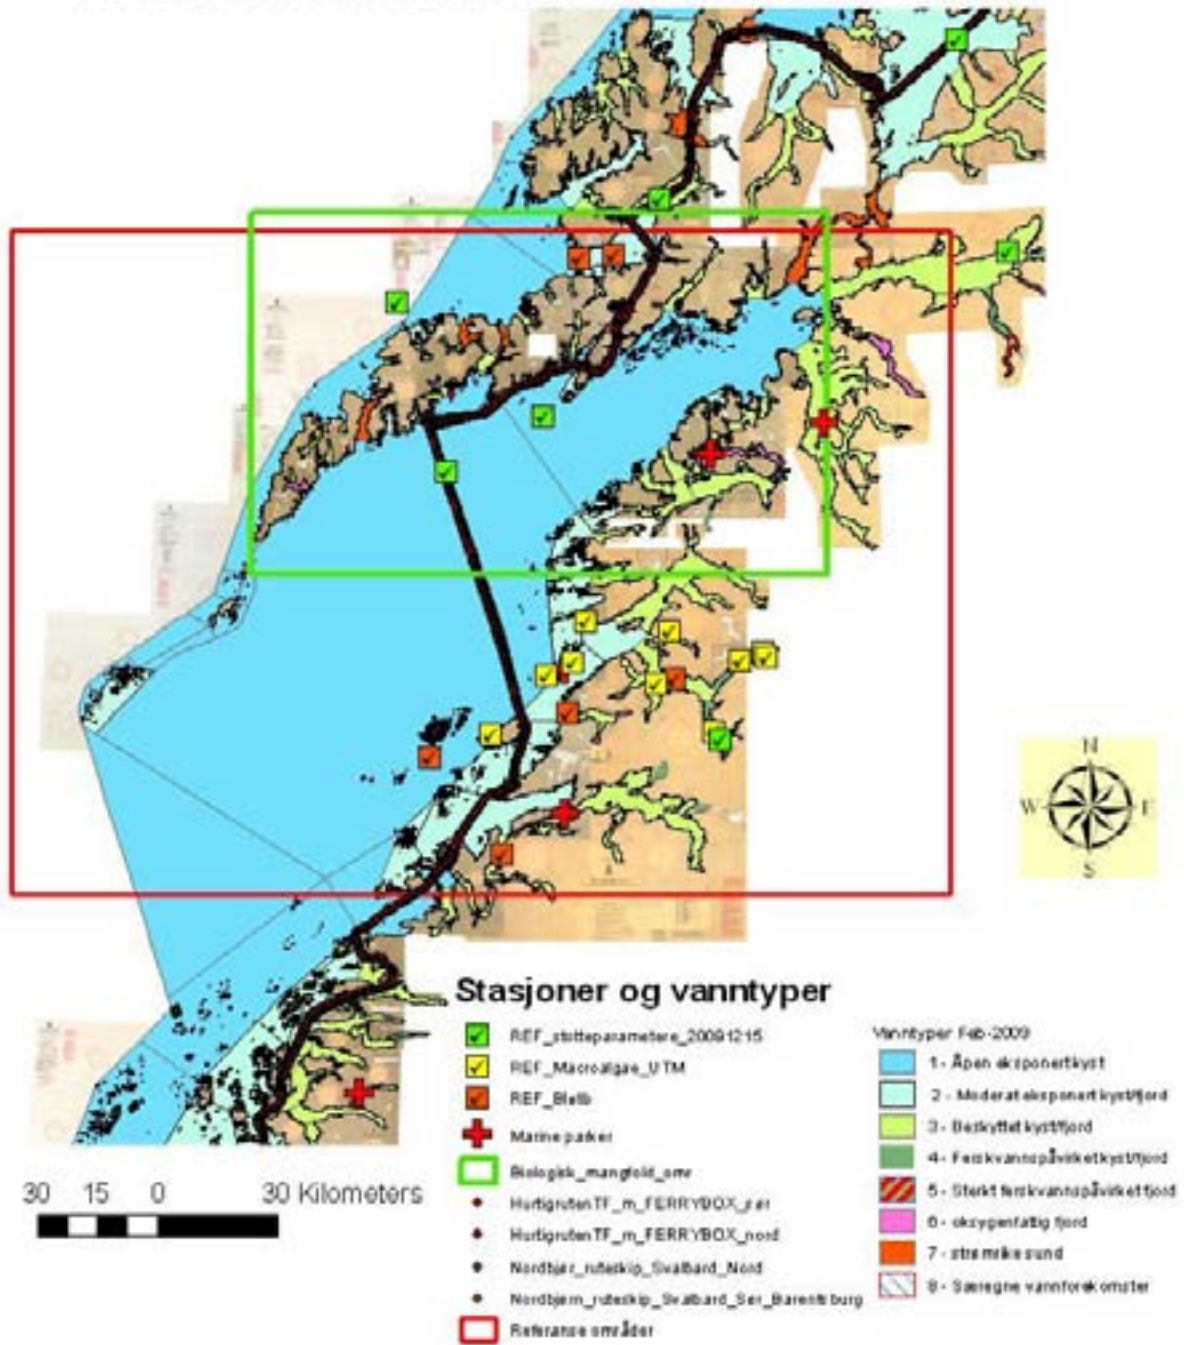 N
W E
S
Stasjoner og vanntyper
REF_stotteparametere_20091215
REF_Macroalgae_UTM
REF_Bløtb
Marine parker
Biologisk_mangfold_omr
HurtigrutenTF_m_FERRYBOX_sør
HurtigrutenTF_m_FERRYBOX_nord
Nordbjør_ruteskip_Svalbard_Nord
Nordbjørn_ruteskip_Svalbard_Sør_Barentsburg
Referanse områder
Vanntyper Feb-2009
1 - Åpen eksponert kyst
2 - Moderat eksponert kyst/fjord
3 - Beskyttet kyst/fjord
4 - Ferskvannspåvirket kyst/fjord
5 - Sterkt ferskvannspåvirket fjord
6 - oksygenfattig fjord
7 - strømrike sund
8 - Særegne vannforekomster
30 15 0 30 Kilometers